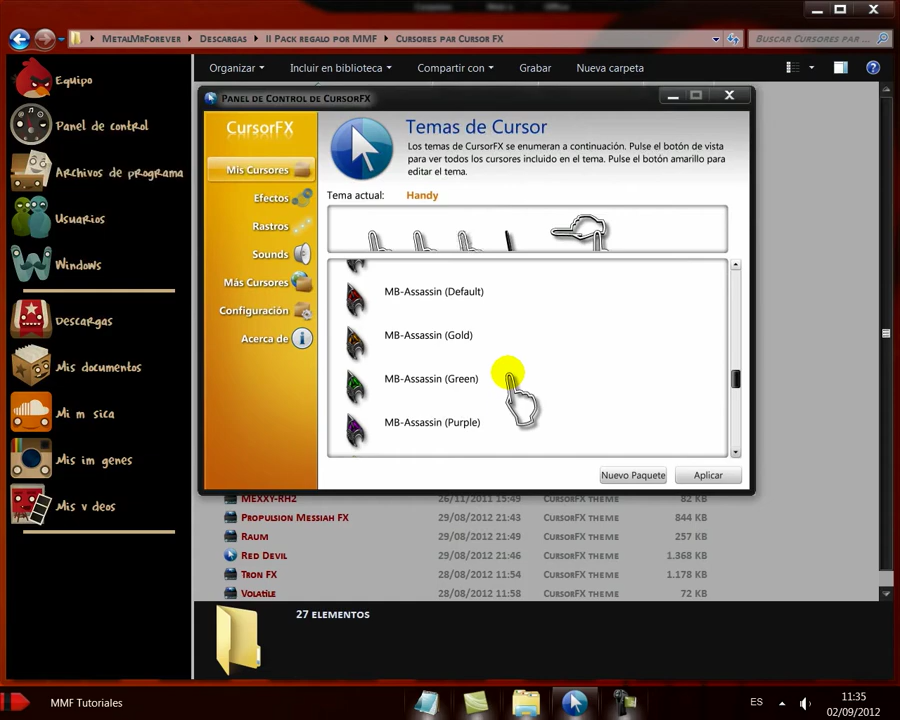 MetalMrForever
Descargas
II Pack regalo por MMF
Cursores par Cursor FX
Buscar Cursores par ...
Equipo
Panel de control
Archivos de programa
Usuarios
Windows
Descargas
Mis documentos
Mi m sica
Mis im genes
Mis v deos
Organizar
Incluir en biblioteca
Compartir con
Grabar
Nueva carpeta
Panel de Control de CursorFX
CursorFX
Mis Cursores
Efectos
Rastros
Sounds
Más Cursores
Configuración
Acerca de
Temas de Cursor
Los temas de CursorFX se enumeran a continuación. Pulse el botón de vista
para ver todos los cursores incluido en el tema. Pulse el botón amarillo para
editar el tema.
Tema actual: Handy
MB-Assassin (Default)
MB-Assassin (Gold)
MB-Assassin (Green)
MB-Assassin (Purple)
Nuevo Paquete
Aplicar
MEXXY-RH2 26/11/2011 15:49 CursorFX theme 82 KB
Propulsion Messiah FX 29/08/2012 21:43 CursorFX theme 844 KB
Raum 29/08/2012 21:49 CursorFX theme 257 KB
Red Devil 29/08/2012 21:46 CursorFX theme 1.368 KB
Tron FX 28/08/2012 11:54 CursorFX theme 1.178 KB
Volatile 28/08/2012 11:58 CursorFX theme 72 KB
27 elementos
MMF Tutoriales
ES
11:35
02/09/2012